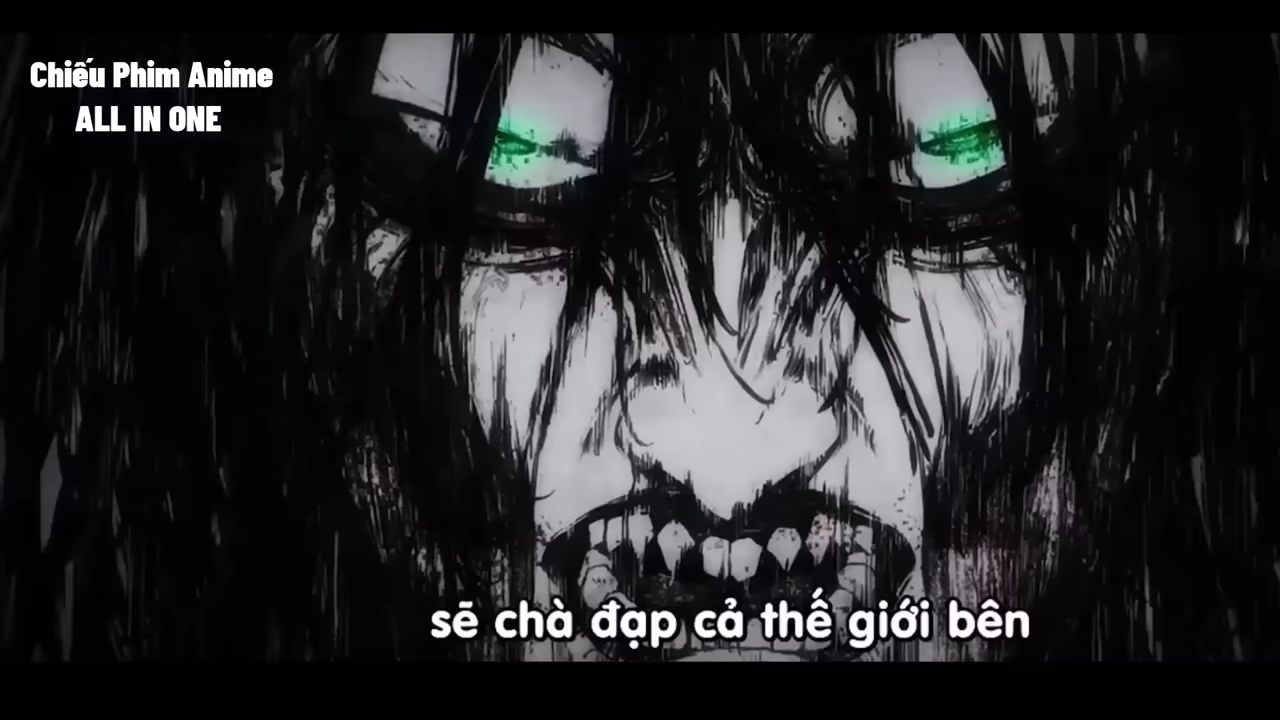 Chiếu Phim Anime
ALL IN ONE
sẽ chà đạp cả thế giới bên